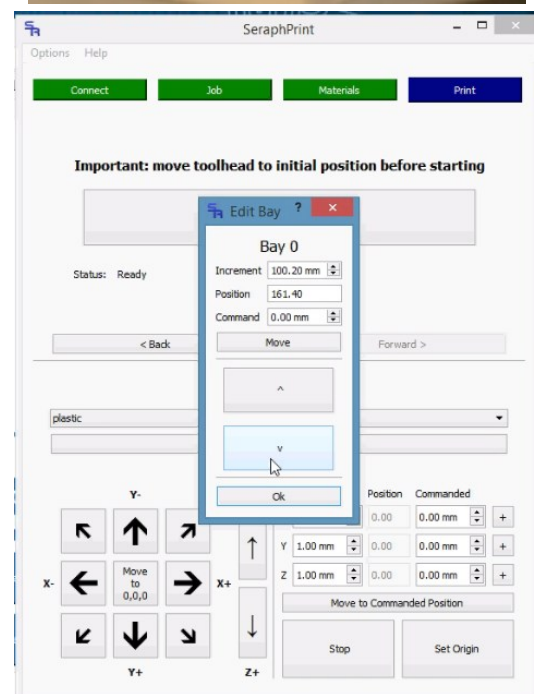 SeraphPrint
Options Help
Connect Job Materials Print
Important: move toolhead to initial position before starting
Edit Bay ?
Bay 0
Increment 100.20 mm
Position 161.40
Command 0.00 mm
Move
^
v
Ok
Status: Ready
< Back Forward >
plastic
Position Commanded
0.00 0.00 mm +
Y 1.00 mm 0.00 0.00 mm +
Z 1.00 mm 0.00 0.00 mm +
Move to Commanded Position
Stop Set Origin
Y-
X- Move to 0,0,0 X+
Y+ Z+